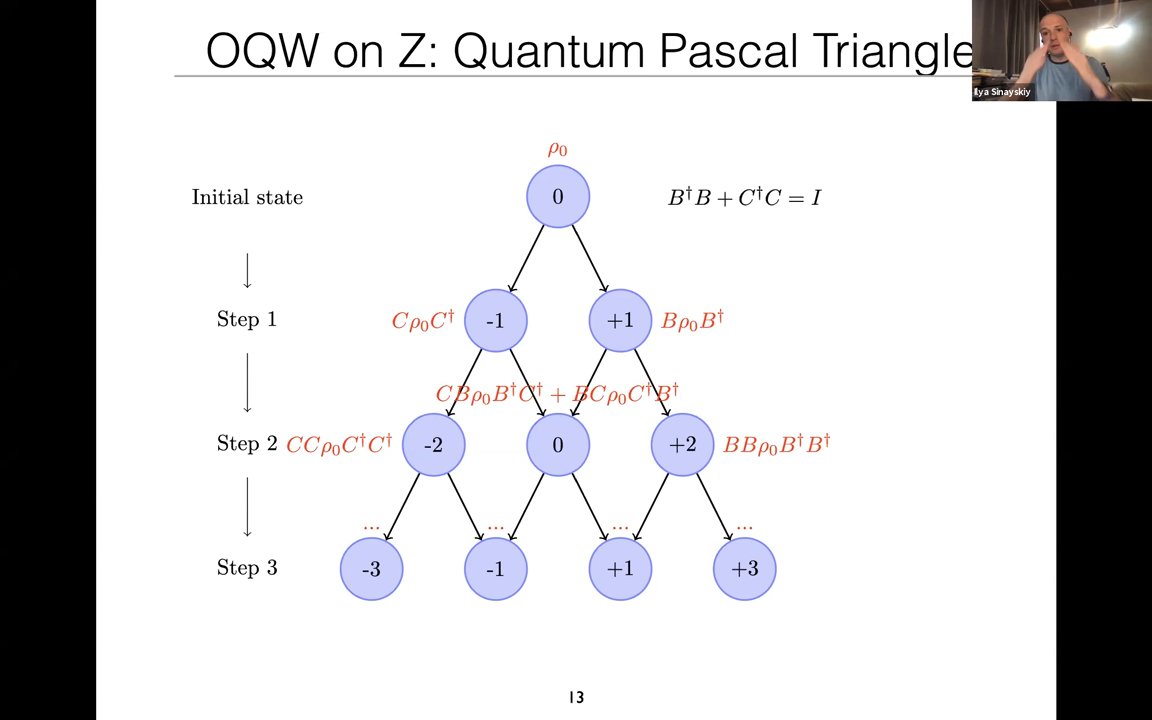 OQW on Z: Quantum Pascal Triangle
Ilya Sinayskiy
ρ₀
Initial state
0
B†B + C†C = I
Step 1
Cρ₀C†
-1
+1
Bρ₀B†
CBρ₀B†C† + BCρ₀C†B†
Step 2
CCρ₀C†C†
-2
0
+2
BBρ₀B†B†
... ... ... ...
Step 3
-3
-1
+1
+3
13